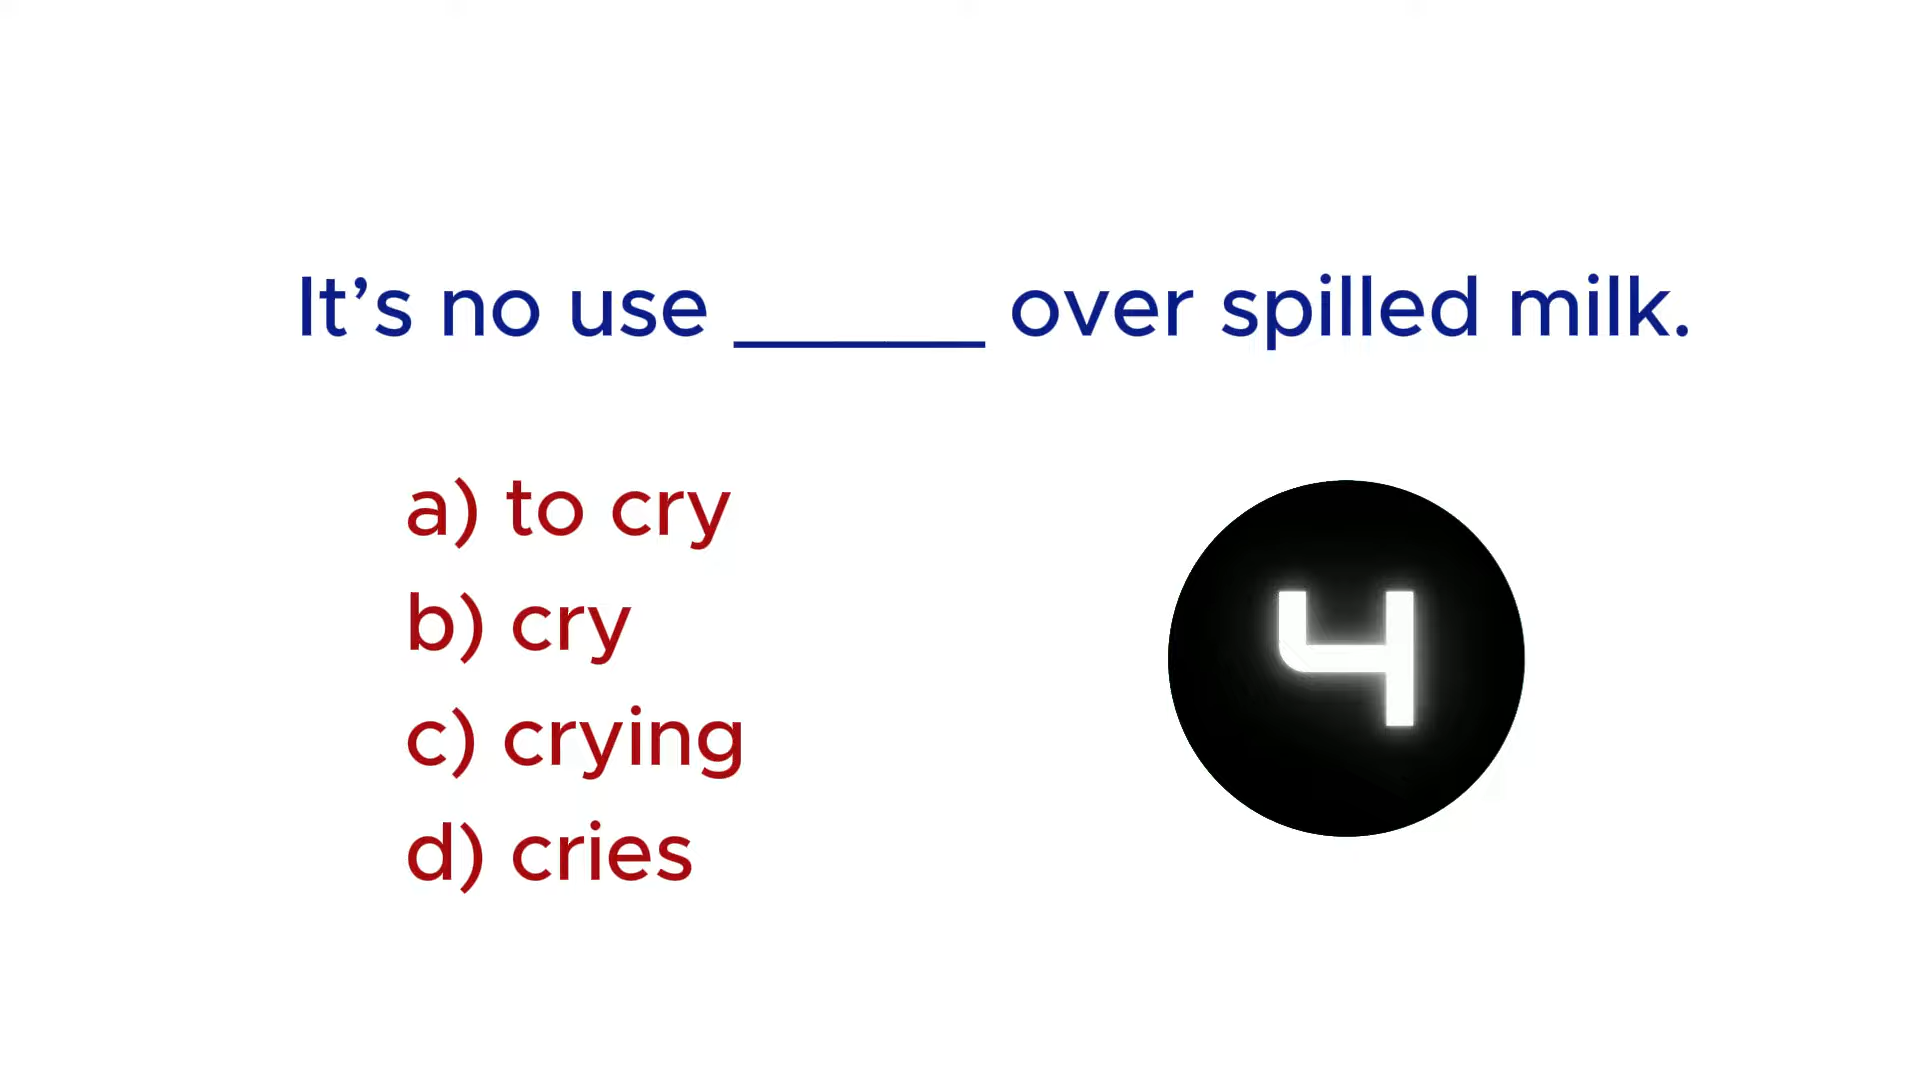 It’s no use ______ over spilled milk.
a) to cry
b) cry
c) crying
d) cries
4